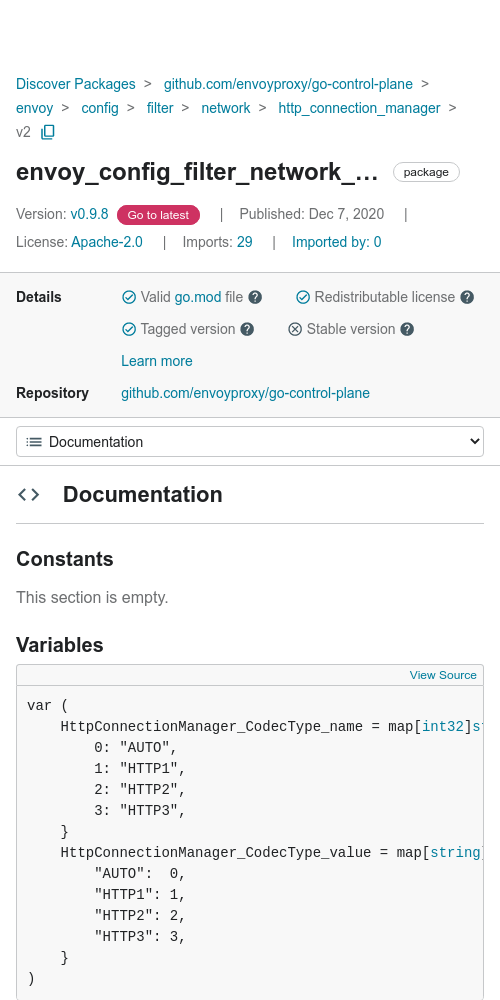 Discover Packages > github.com/envoyproxy/go-control-plane >
envoy > config > filter > network > http_connection_manager >
v2
envoy_config_filter_network_... package
Version: v0.9.8 Go to latest | Published: Dec 7, 2020 |
License: Apache-2.0 | Imports: 29 | Imported by: 0
Details Valid go.mod file ? Redistributable license ?
Tagged version ? Stable version ?
Learn more
Repository github.com/envoyproxy/go-control-plane
Documentation
<> Documentation
Constants
This section is empty.
Variables
View Source
var (
    HttpConnectionManager_CodecType_name = map[int32]st
        0: "AUTO",
        1: "HTTP1",
        2: "HTTP2",
        3: "HTTP3",
    }
    HttpConnectionManager_CodecType_value = map[string]
        "AUTO":  0,
        "HTTP1": 1,
        "HTTP2": 2,
        "HTTP3": 3,
    }
)